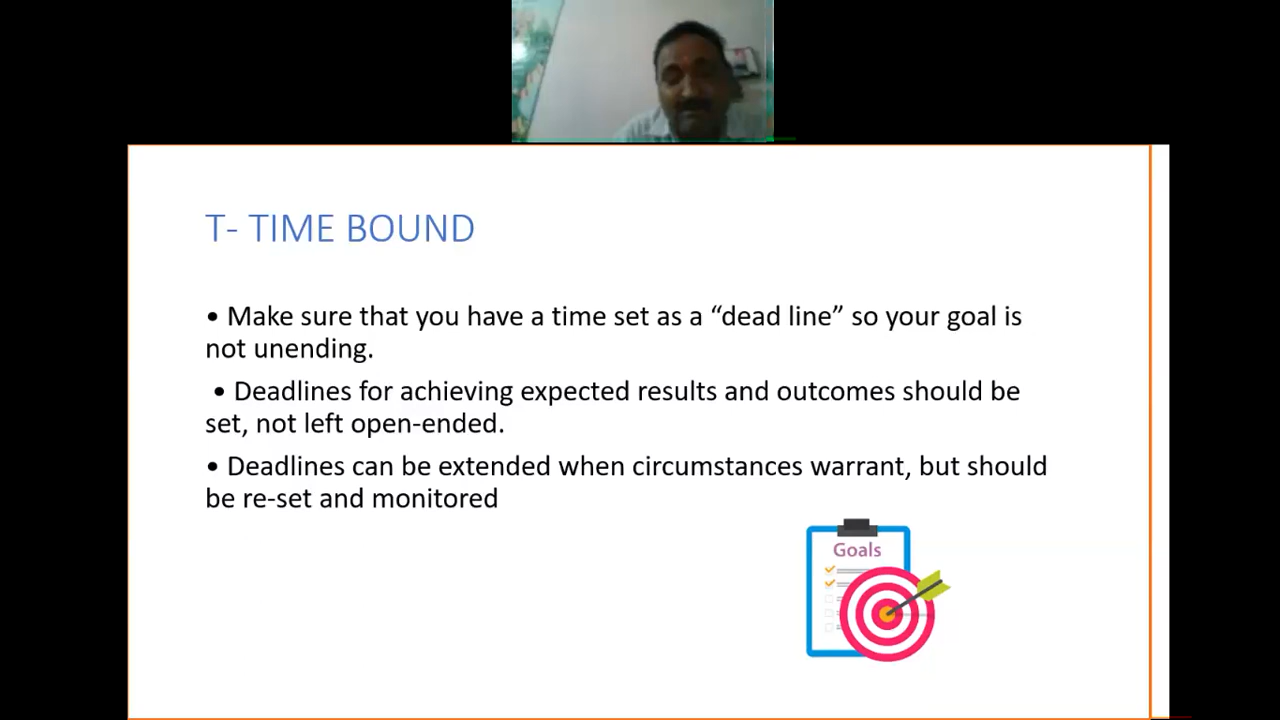 T- TIME BOUND
• Make sure that you have a time set as a “dead line” so your goal is
not unending.
• Deadlines for achieving expected results and outcomes should be
set, not left open-ended.
• Deadlines can be extended when circumstances warrant, but should
be re-set and monitored
Goals